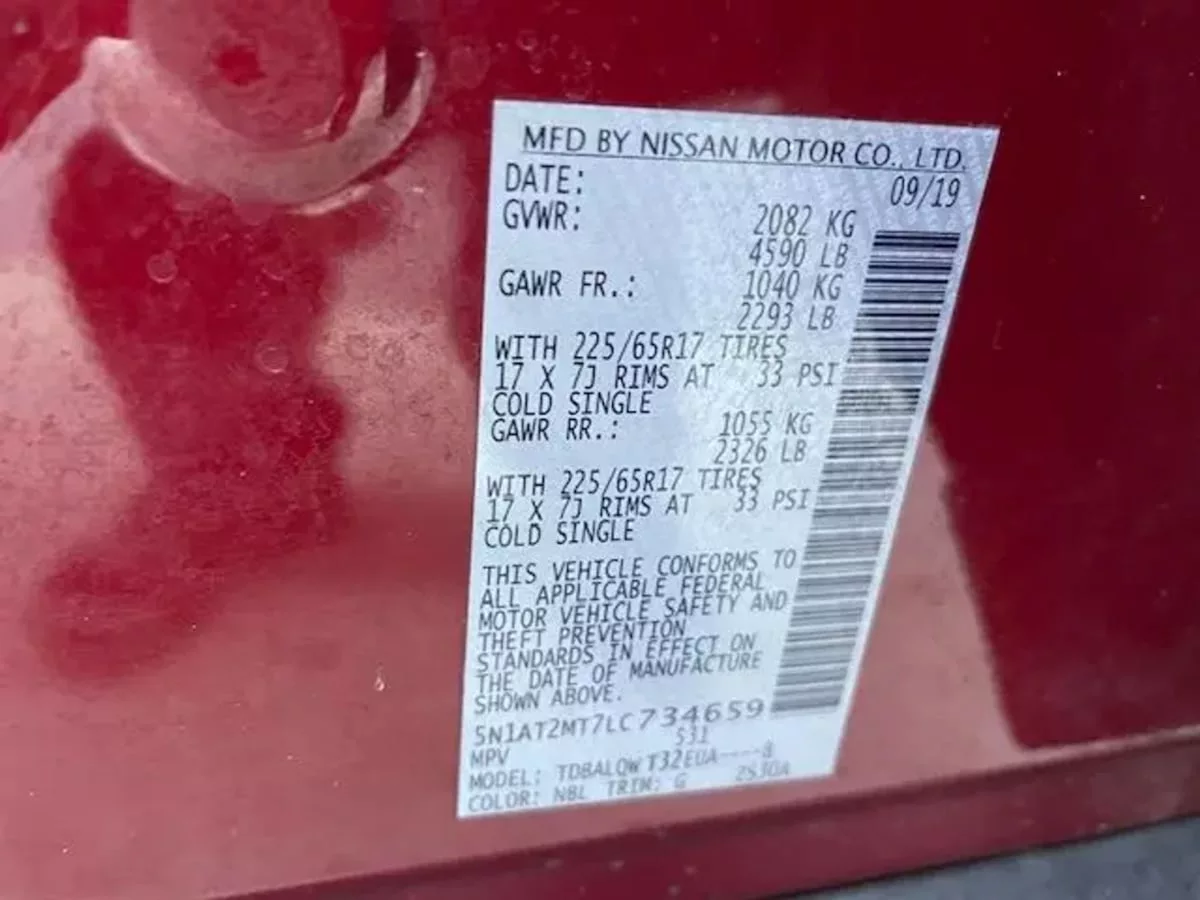 MFD BY NISSAN MOTOR CO., LTD.
DATE: 09/19
GVWR: 2082 KG
4590 LB
GAWR FR.: 1040 KG
2293 LB
WITH 225/65R17 TIRES
17 X 7J RIMS AT 33 PSI
COLD SINGLE
GAWR RR.: 1055 KG
2326 LB
WITH 225/65R17 TIRES
17 X 7J RIMS AT 33 PSI
COLD SINGLE
THIS VEHICLE CONFORMS TO
ALL APPLICABLE FEDERAL
MOTOR VEHICLE SAFETY AND
THEFT PREVENTION
STANDARDS IN EFFECT ON
THE DATE OF MANUFACTURE
SHOWN ABOVE.
5N1AT2MT7LC734659
MPV 531
MODEL: TDBALQW T32EUA----8
COLOR: NBL TRIM: G 2S30A